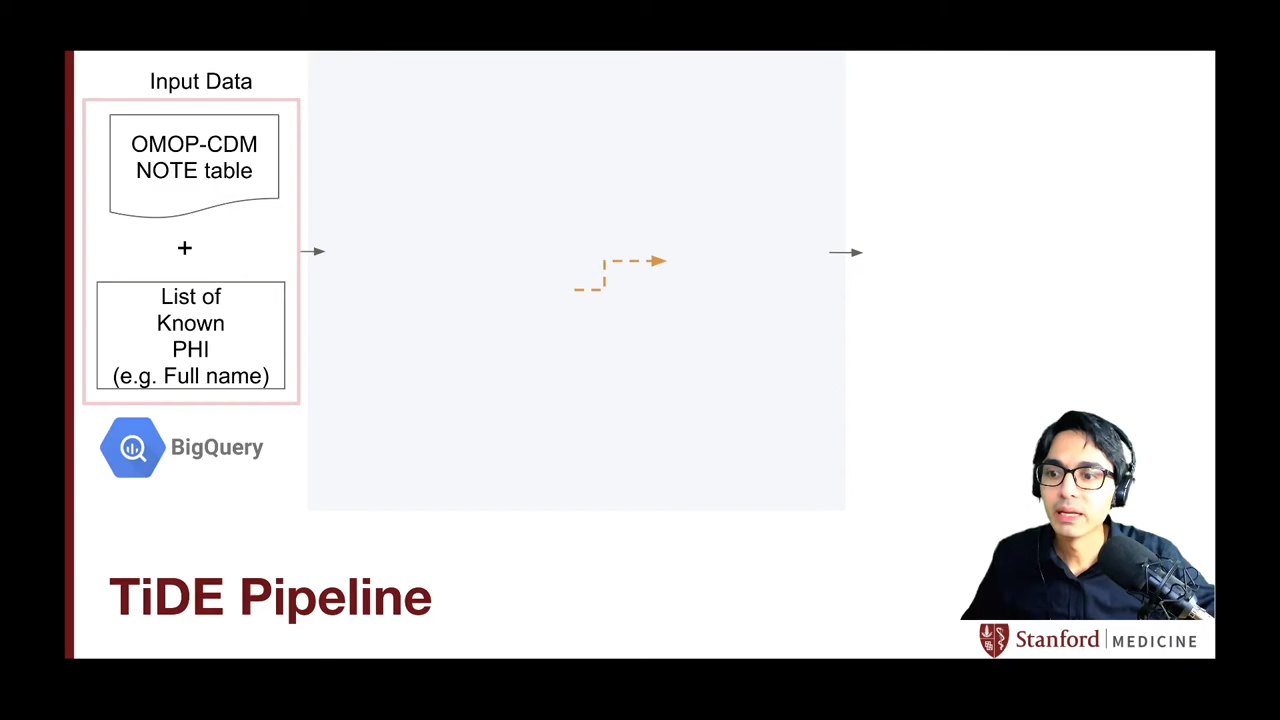 Input Data
OMOP-CDM
NOTE table
+
List of
Known
PHI
(e.g. Full name)
BigQuery
TiDE Pipeline
Stanford MEDICINE